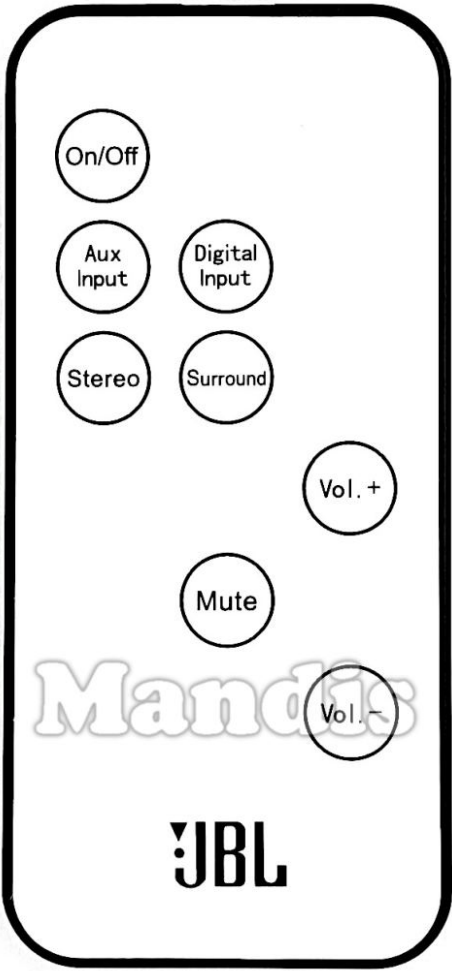 On/Off
Aux
Input
Digital
Input
Stereo
Surround
Vol.+
Mute
Mandis
Vol.-
JBL